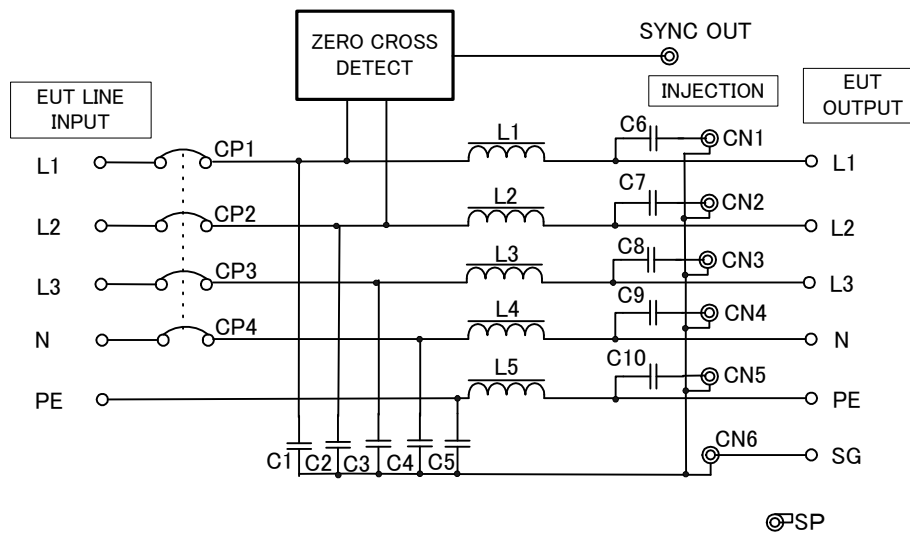 ZERO CROSS
DETECT
SYNC OUT
EUT LINE
INPUT
INJECTION
EUT
OUTPUT
L1
CP1
L1
C6
CN1
L1
L2
CP2
L2
C7
CN2
L2
L3
CP3
L3
C8
CN3
L3
N
CP4
L4
C9
CN4
N
PE
L5
C10
CN5
PE
C1
C2
C3
C4
C5
CN6
SG
SP